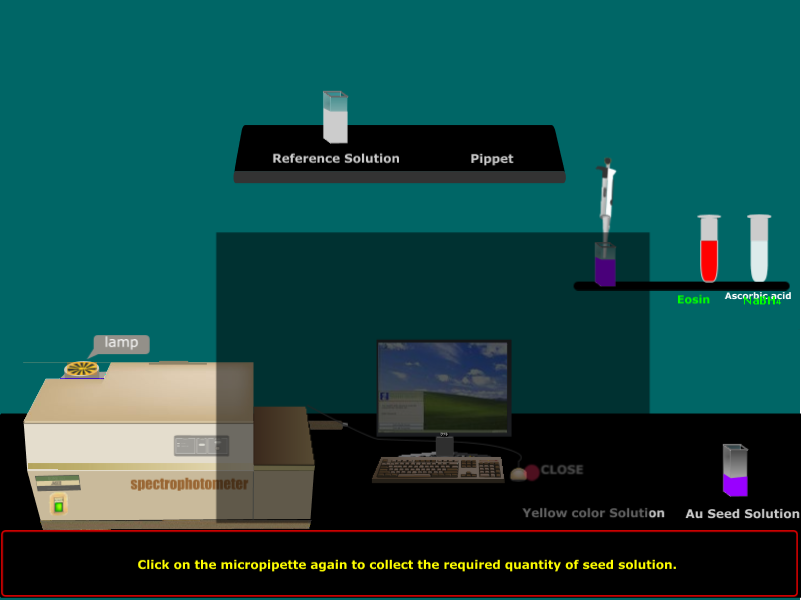 Reference Solution
Pippet
Eosin
Ascorbic acid
NaBH4
lamp
spectrophotometer
CLOSE
Yellow color Solution
Au Seed Solution
Click on the micropipette again to collect the required quantity of seed solution.